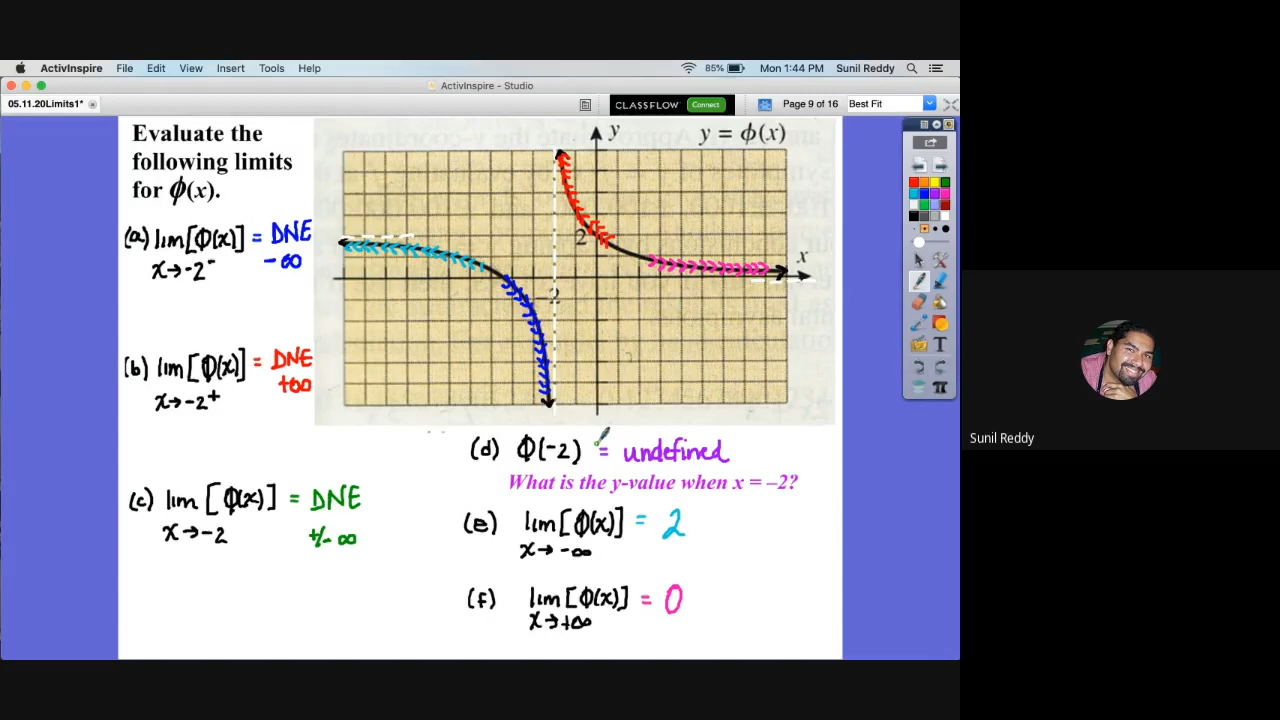 ActivInspire File Edit View Insert Tools Help 85% Mon 1:44 PM Sunil Reddy
ActivInspire - Studio
05.11.20Limits1* CLASSFLOW Connect Page 9 of 16 Best Fit
Evaluate the
following limits
for ϕ(x).
y
y = ϕ(x)
2
x
2
(a) lim[ϕ(x)] = DNE
x→-2⁻ -∞
(b) lim[ϕ(x)] = DNE
x→-2⁺ +∞
(c) lim [ϕ(x)] = DNE
x→-2 +/- ∞
(d) ϕ(-2) = undefined
What is the y-value when x = –2?
(e) lim[ϕ(x)] = 2
x→-∞
(f) lim[ϕ(x)] = 0
x→+∞
Sunil Reddy